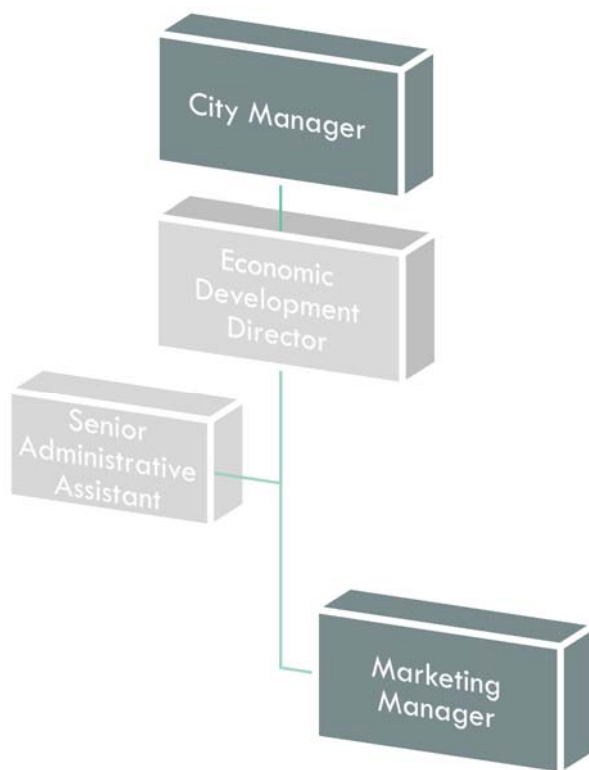 City Manager
Economic
Development
Director
Senior
Administrative
Assistant
Marketing
Manager